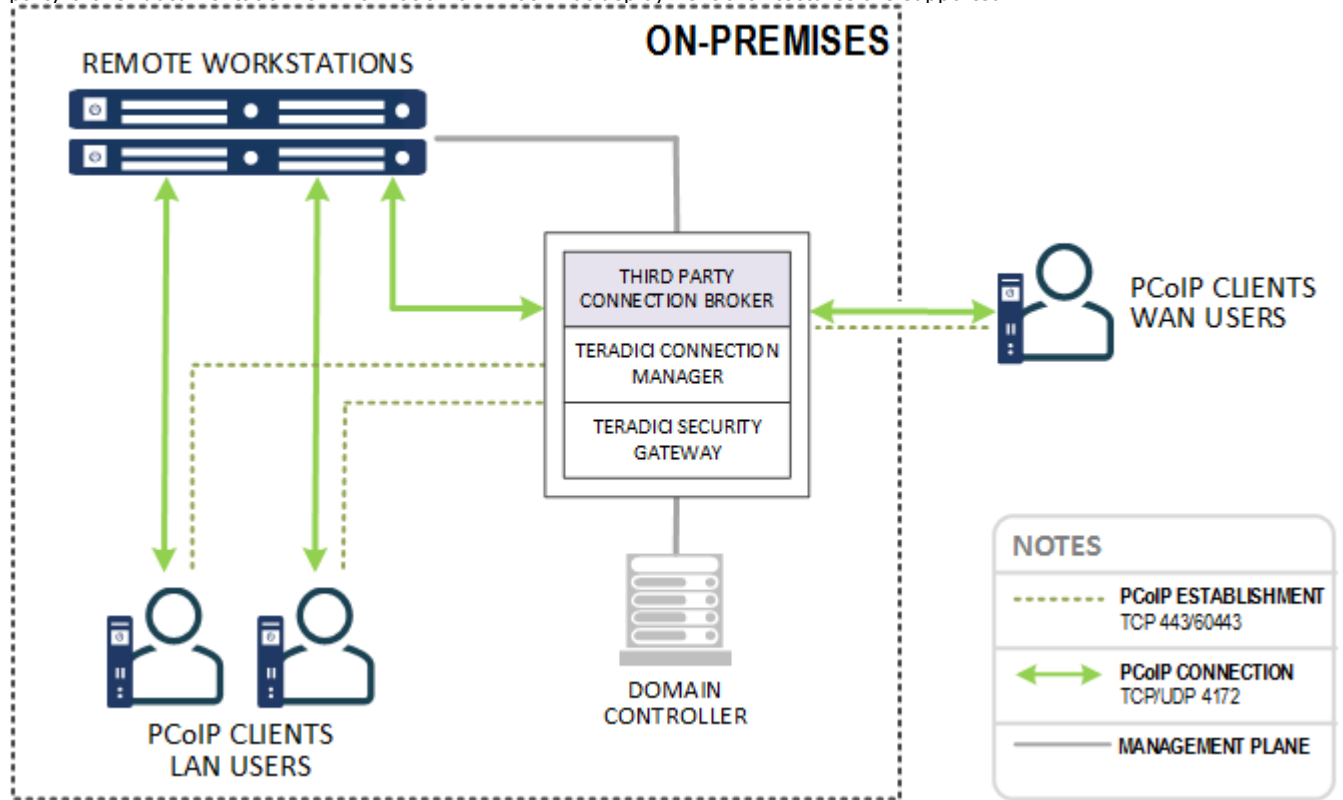 ON-PREMISES
REMOTE WORKSTATIONS
THIRD PARTY
CONNECTION BROKER
TERADICI CONNECTION
MANAGER
TERADICI SECURITY
GATEWAY
PCoIP CLIENTS
WAN USERS
DOMAIN
CONTROLLER
PCoIP CLIENTS
LAN USERS
NOTES
PCoIP ESTABLISHMENT
TCP 443/60443
PCoIP CONNECTION
TCP/UDP 4172
MANAGEMENT PLANE